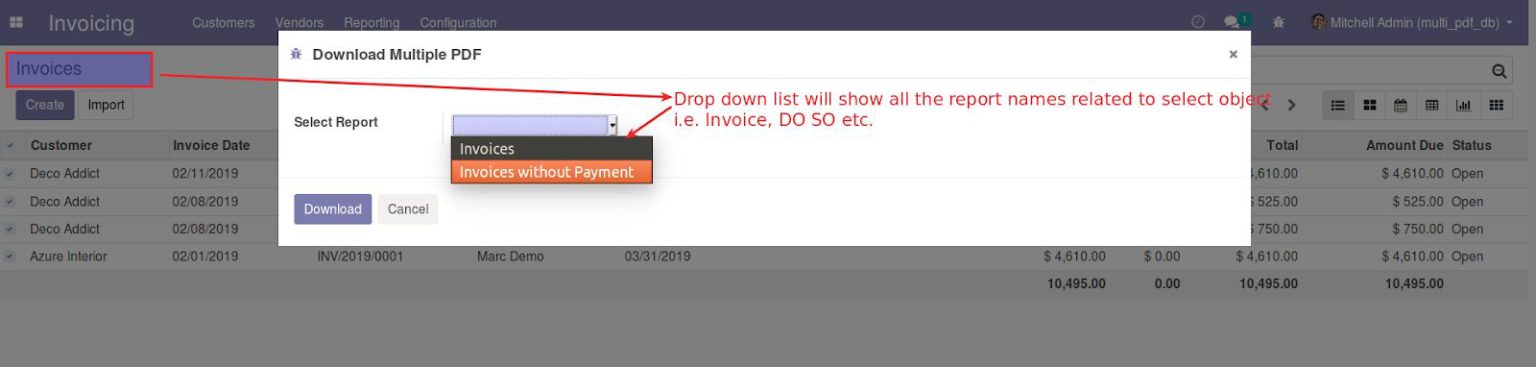 Invoicing Customers Vendors Reporting Configuration 1 Mitchell Admin (multi_pdf_db)
Download Multiple PDF ×
Invoices
Create Import
Drop down list will show all the report names related to select object
i.e. Invoice, DO SO etc.
Select Report
Invoices
Invoices without Payment
Download Cancel
Customer Invoice Date Total Amount Due Status
Deco Addict 02/11/2019 4,610.00 $ 4,610.00 Open
Deco Addict 02/08/2019 $ 525.00 $ 525.00 Open
Deco Addict 02/08/2019 $ 750.00 $ 750.00 Open
Azure Interior 02/01/2019 INV/2019/0001 Marc Demo 03/31/2019 $ 4,610.00 $ 0.00 $ 4,610.00 $ 4,610.00 Open
10,495.00 0.00 10,495.00 10,495.00